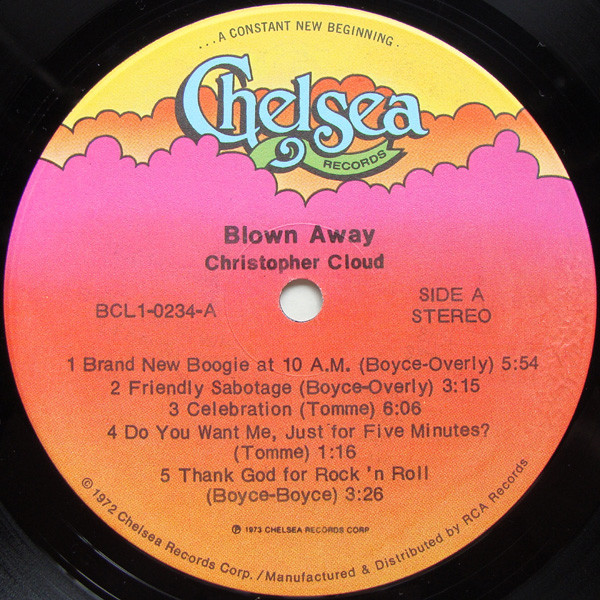 ...A CONSTANT NEW BEGINNING.
Chelsea
RECORDS
Blown Away
Christopher Cloud
BCL1-0234-A
SIDE A
STEREO
1 Brand New Boogie at 10 A.M. (Boyce-Overly) 5:54
2 Friendly Sabotage (Boyce-Overly) 3:15
3 Celebration (Tomme) 6:06
4 Do You Want Me, Just for Five Minutes?
(Tomme) 1:16
5 Thank God for Rock 'n Roll
(Boyce-Boyce) 3:26
℗ 1973 CHELSEA RECORDS CORP
© 1972 Chelsea Records Corp. / Manufactured & Distributed by RCA Records